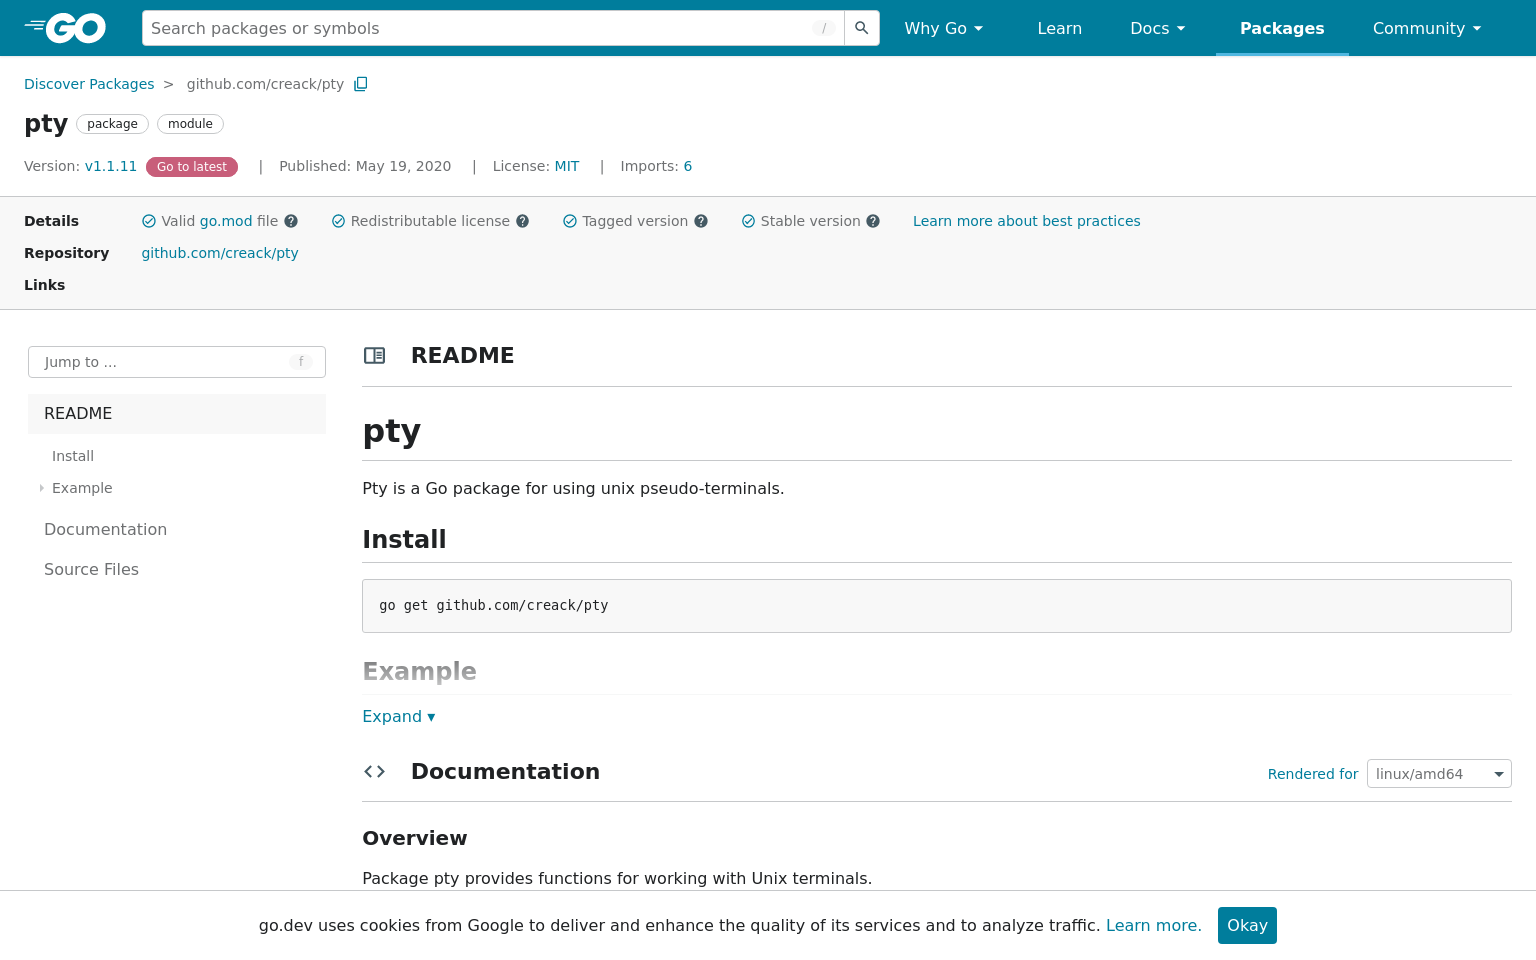 GO Search packages or symbols / Why Go Learn Docs Packages Community
Discover Packages > github.com/creack/pty
pty package module
Version: v1.1.11 Go to latest | Published: May 19, 2020 | License: MIT | Imports: 6
Details Valid go.mod file Redistributable license Tagged version Stable version Learn more about best practices
Repository github.com/creack/pty
Links
Jump to ... f
README
Install
Example
Documentation
Source Files
README
pty
Pty is a Go package for using unix pseudo-terminals.
Install
go get github.com/creack/pty
Example
Expand ▾
Documentation Rendered for linux/amd64
Overview
Package pty provides functions for working with Unix terminals.
go.dev uses cookies from Google to deliver and enhance the quality of its services and to analyze traffic. Learn more. Okay